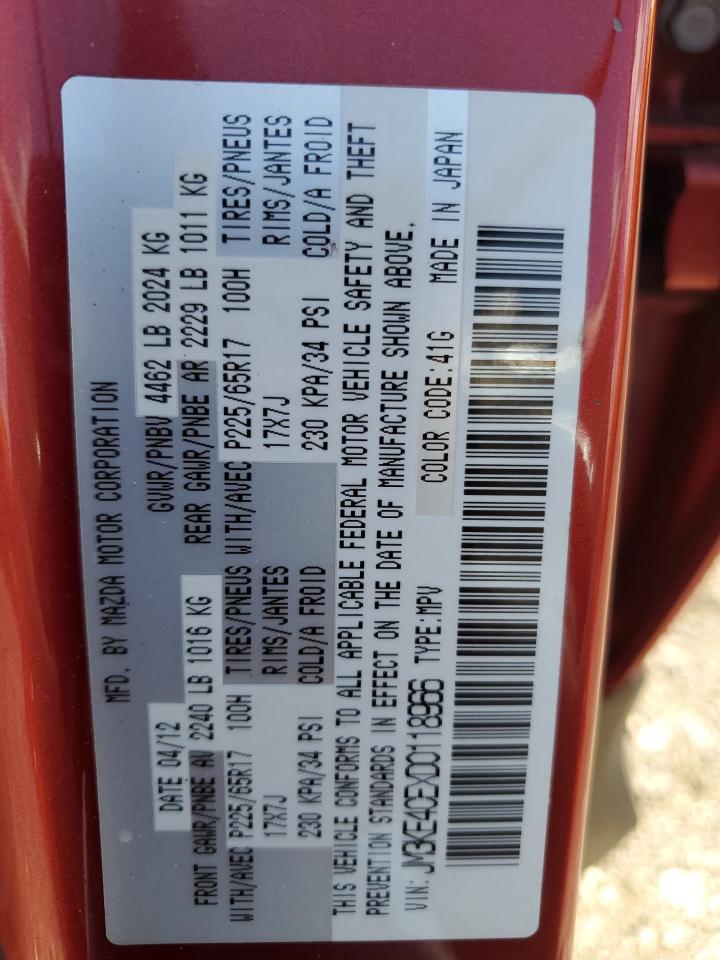 MFD. BY MAZDA MOTOR CORPORATION
DATE 04/12 GVWR/PNBV 4462 LB 2024 KG
FRONT GAWR/PNBE AV 2240 LB 1016 KG REAR GAWR/PNBE AR 2229 LB 1011 KG
WITH/AVEC P225/65R17 100H TIRES/PNEUS WITH/AVEC P225/65R17 100H TIRES/PNEUS
17X7J RIMS/JANTES 17X7J RIMS/JANTES
230 KPA/34 PSI COLD/A FROID 230 KPA/34 PSI COLD/A FROID
THIS VEHICLE CONFORMS TO ALL APPLICABLE FEDERAL MOTOR VEHICLE SAFETY AND THEFT
PREVENTION STANDARDS IN EFFECT ON THE DATE OF MANUFACTURE SHOWN ABOVE.
VIN: JM3KE4CEXD0118966 TYPE:MPV COLOR CODE:41G MADE IN JAPAN